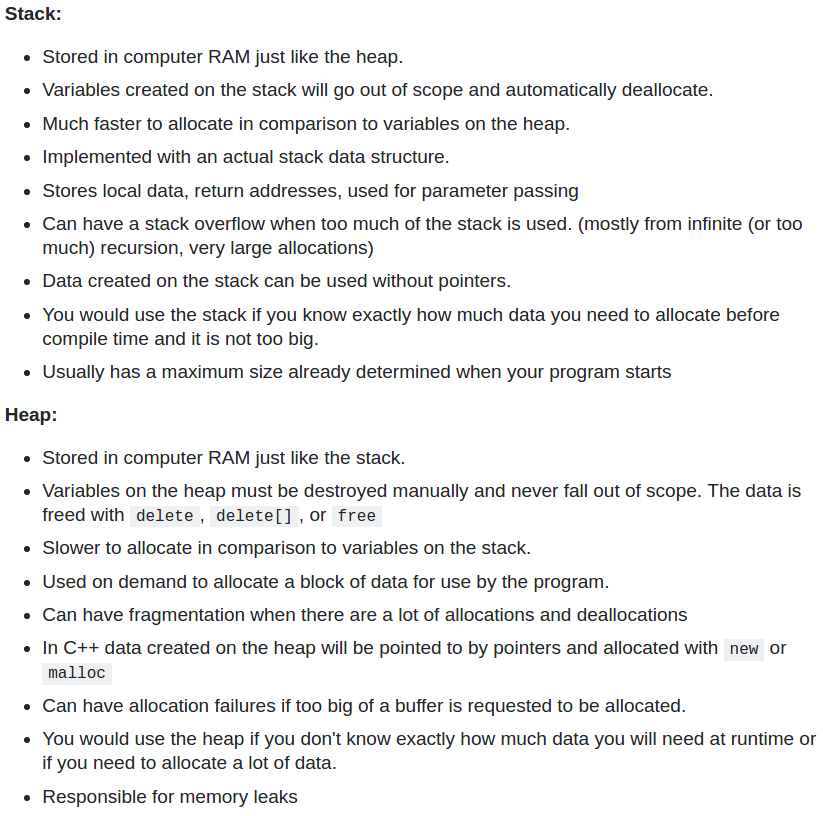 Stack:
Stored in computer RAM just like the heap.
Variables created on the stack will go out of scope and automatically deallocate.
Much faster to allocate in comparison to variables on the heap.
Implemented with an actual stack data structure.
Stores local data, return addresses, used for parameter passing
Can have a stack overflow when too much of the stack is used. (mostly from infinite (or too
much) recursion, very large allocations)
Data created on the stack can be used without pointers.
You would use the stack if you know exactly how much data you need to allocate before
compile time and it is not too big.
Usually has a maximum size already determined when your program starts
Heap:
Stored in computer RAM just like the stack.
Variables on the heap must be destroyed manually and never fall out of scope. The data is
freed with delete , delete[] , or free
Slower to allocate in comparison to variables on the stack.
Used on demand to allocate a block of data for use by the program.
Can have fragmentation when there are a lot of allocations and deallocations
In C++ data created on the heap will be pointed to by pointers and allocated with new or
malloc
Can have allocation failures if too big of a buffer is requested to be allocated.
You would use the heap if you don't know exactly how much data you will need at runtime or
if you need to allocate a lot of data.
Responsible for memory leaks